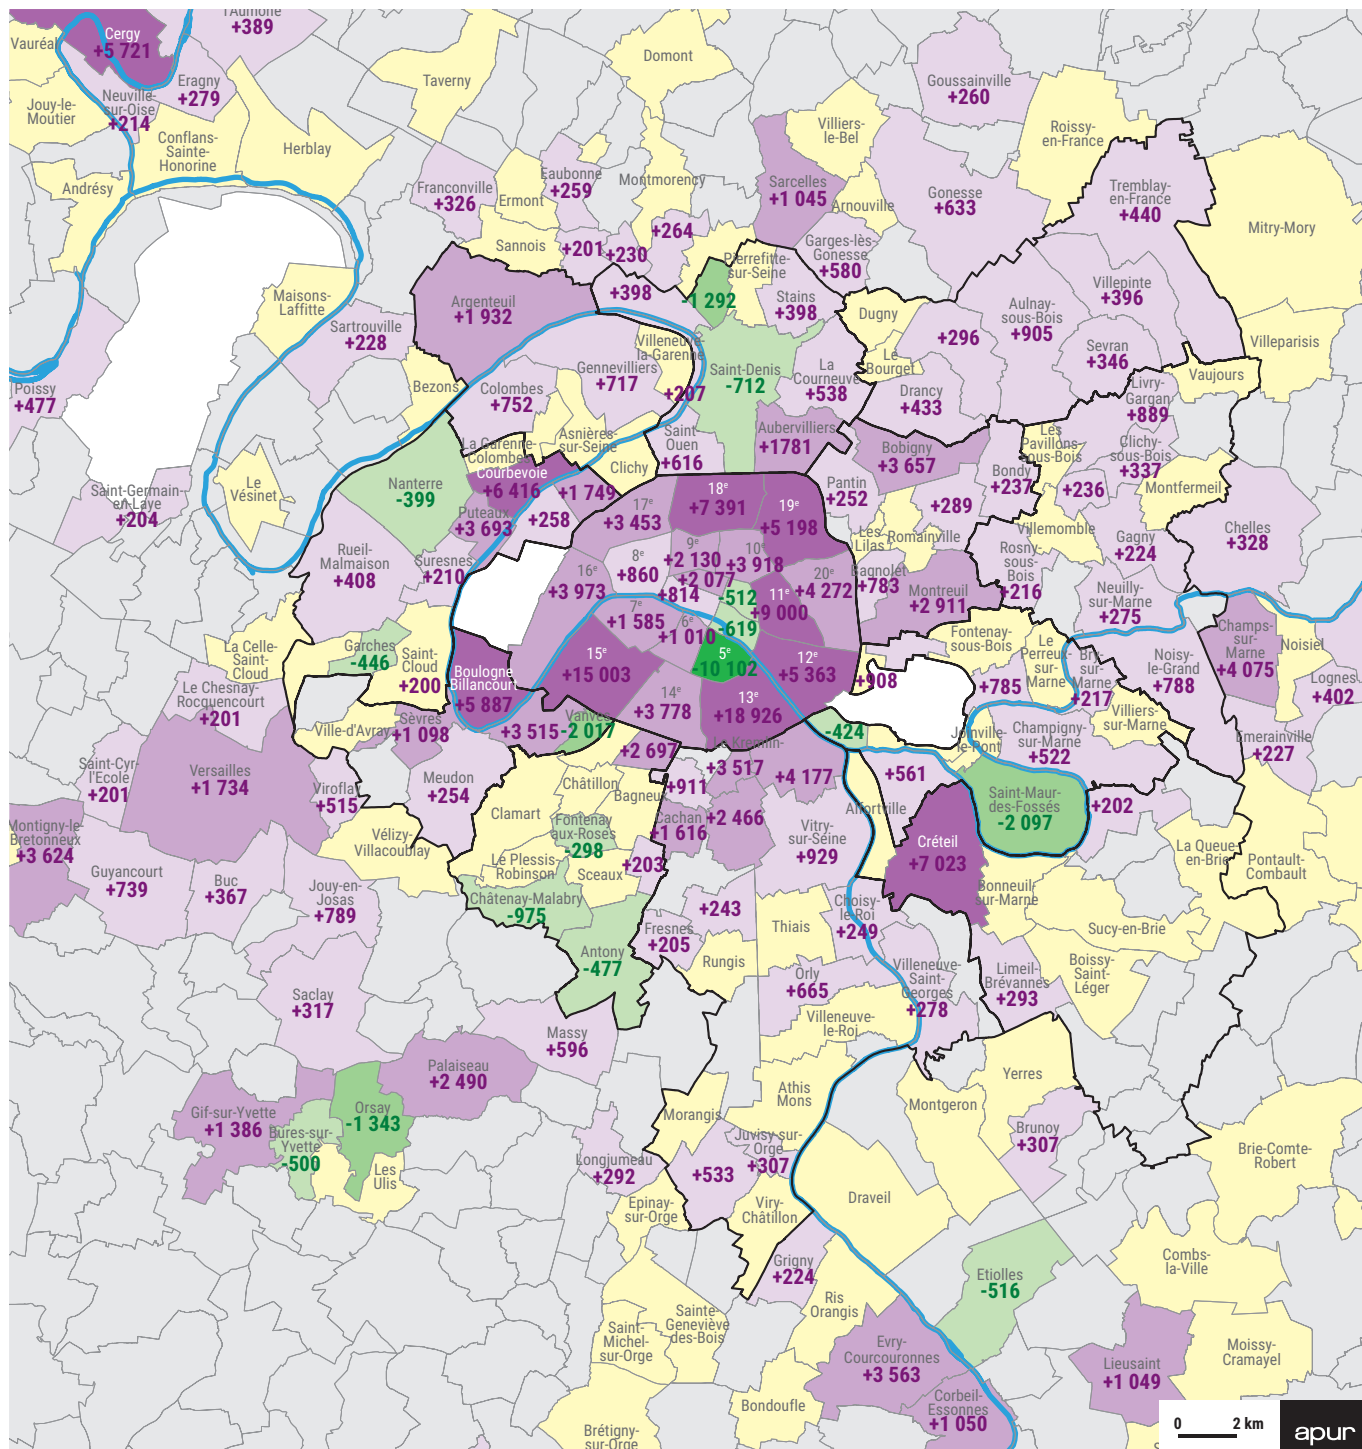 l'Aumône
+389
Cergy
+5 721
Vauréal
Eragny
+279
Neuville-
sur-Oise
+214
Jouy-le-
Moutier
Conflans-
Sainte-
Honorine
Herblay
Andrésy
Taverny
Domont
Goussainville
+260
Villiers-
le-Bel
Roissy-
en-France
Franconville
+326
Ermont
Eaubonne
+259
Montmorency
Sarcelles
+1 045
Arnouville
Gonesse
+633
Tremblay-
en-France
+440
Mitry-Mory
Sannois
+201
+230
+264
Garges-lès-
Gonesse
+580
Pierrefitte-
sur-Seine
-1 292
Stains
+398
+398
Maisons-
Laffitte
Argenteuil
+1 932
Sartrouville
+228
Villepinte
+396
Aulnay-
sous-Bois
+905
Dugny
+296
Sevran
+346
Villeparisis
Vaujours
Livry-
Gargan
+889
Le
Bourget
Drancy
+433
Villeneuve-
la-Garenne
+207
Gennevilliers
+717
Saint-Denis
-712
La
Courneuve
+538
Bezons
Colombes
+752
Poissy
+477
Asnières-
sur-Seine
Saint
Ouen
+616
Aubervilliers
+1781
Bobigny
+3 657
Les
Pavillons-
sous-Bois
Clichy-
sous-Bois
+337
La Garenne-
Colombes
Courbevoie
+6 416
Clichy
+1 749
Nanterre
-399
Le
Vésinet
Saint-Germain-
en-Laye
+204
Pantin
+252
Bondy
+237
+236
Montfermeil
+289
Puteaux
+3 693
+258
17e
+3 453
18e
+7 391
19e
+5 198
Les
Lilas
Romainville
Villemomble
Gagny
+224
Chelles
+328
Rosny-
sous-
Bois
+216
Rueil-
Malmaison
+408
Suresnes
+210
16e
+3 973
8e
+860
9e
+2 130
10e
+3 918
+2 077
+814
-512
11e
+9 000
20e
+4 272
Bagnolet
+783
Montreuil
+2 911
Neuilly-
sur-Marne
+275
7e
+1 585
6e
+1 010
-619
5e
-10 102
12e
+5 363
15e
+15 003
14e
+3 778
13e
+18 926
Champs-
sur-
Marne
+4 075
Noisiel
Lognes
+402
Fontenay-
sous-Bois
Le
Perreux-
sur-
Marne
Bry-
sur-
Marne
+217
Noisy-
le-Grand
+788
La Celle-
Saint-
Cloud
Garches
-446
Saint-
Cloud
+200
Boulogne
Billancourt
+5 887
+908
+785
Villiers-
sur-Marne
Le Chesnay-
Rocquencourt
+201
Ville-d'Avray
Sèvres
+1 098
+3 515
Vanves
-2 017
+2 697
Le Kremlin-
+3 517
+4 177
-424
Joinville-
le-Pont
Champigny-
sur-Marne
+522
Émerainville
+227
Saint-Cyr-
l'Ecole
+201
Versailles
+1 734
Viroflay
+515
Meudon
+254
Châtillon
Bagneux
+911
+561
Saint-Maur-
des-Fossés
-2 097
+202
Clamart
Fontenay
aux-Roses
-298
Cachan
+1 616
+2 466
Alfortville
Vitry-
sur-Seine
+929
Créteil
+7 023
Montigny-le-
Bretonneux
+3 624
Vélizy-
Villacoublay
Le Plessis-
Robinson
Sceaux
+203
La Queue-
en-Brie
Pontault-
Combault
Guyancourt
+739
Buc
+367
Jouy-en-
Josas
+789
Châtenay-Malabry
-975
+243
Thiais
Choisy-
le-Roi
+249
Bonneuil-
sur-Marne
Sucy-en-Brie
Antony
-477
Fresnes
+205
Rungis
Orly
+665
Villeneuve-
Saint-
Georges
+278
Limeil-
Brévannes
+293
Boissy-
Saint-
Léger
Saclay
+317
Massy
+596
Villeneuve-
le-Roi
Palaiseau
+2 490
Athis
Mons
Yerres
Montgeron
Gif-sur-Yvette
+1 386
Orsay
-1 343
Bures-sur-
Yvette
-500
Les
Ulis
Morangis
Juvisy-sur-
Orge
+307
Brunoy
+307
Brie-Comte-
Robert
Longjumeau
+292
+533
Epinay-
sur-Orge
Viry-
Châtillon
Draveil
Combs-
la-Ville
Grigny
+224
Etiolles
-516
Ris
Orangis
Sainte-
Geneviève
des-Bois
Saint-
Michel-
sur-Orge
Evry-
Courcouronnes
+3 563
Lieusaint
+1 049
Moissy-
Cramayel
Bondoufle
Corbeil-
Essonnes
+1 050
Brétigny-
sur-Orge
S
0 2 km
apur